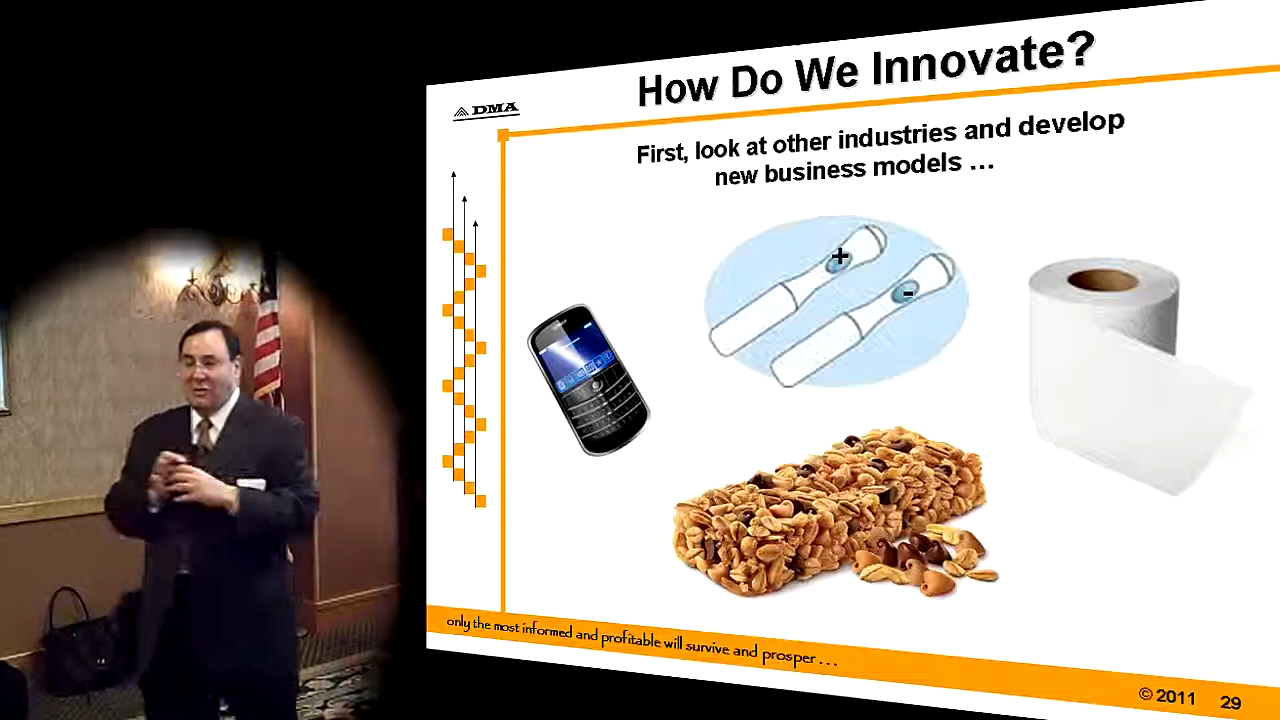 How Do We Innovate?
DMA
First, look at other industries and develop
new business models …
+
-
only the most informed and profitable will survive and prosper …
© 2011 29